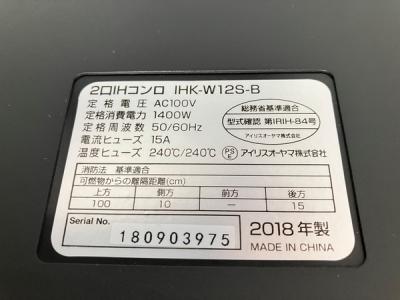 2口IHコンロ IHK-W12S-B
定格電圧 AC100V
定格消費電力 1400W
定格周波数 50/60Hz
電流ヒューズ 15A
温度ヒューズ 240℃/240℃
総務省基準適合
型式確認 第IRIH-84号
アイリスオーヤマ株式会社
PSE アイリスオーヤマ株式会社
消防法 基準適合
可燃物からの離隔距離(cm)
上方 側方 前方 後方
100 10 - 15
Serial No.
180903975
2018年製
MADE IN CHINA